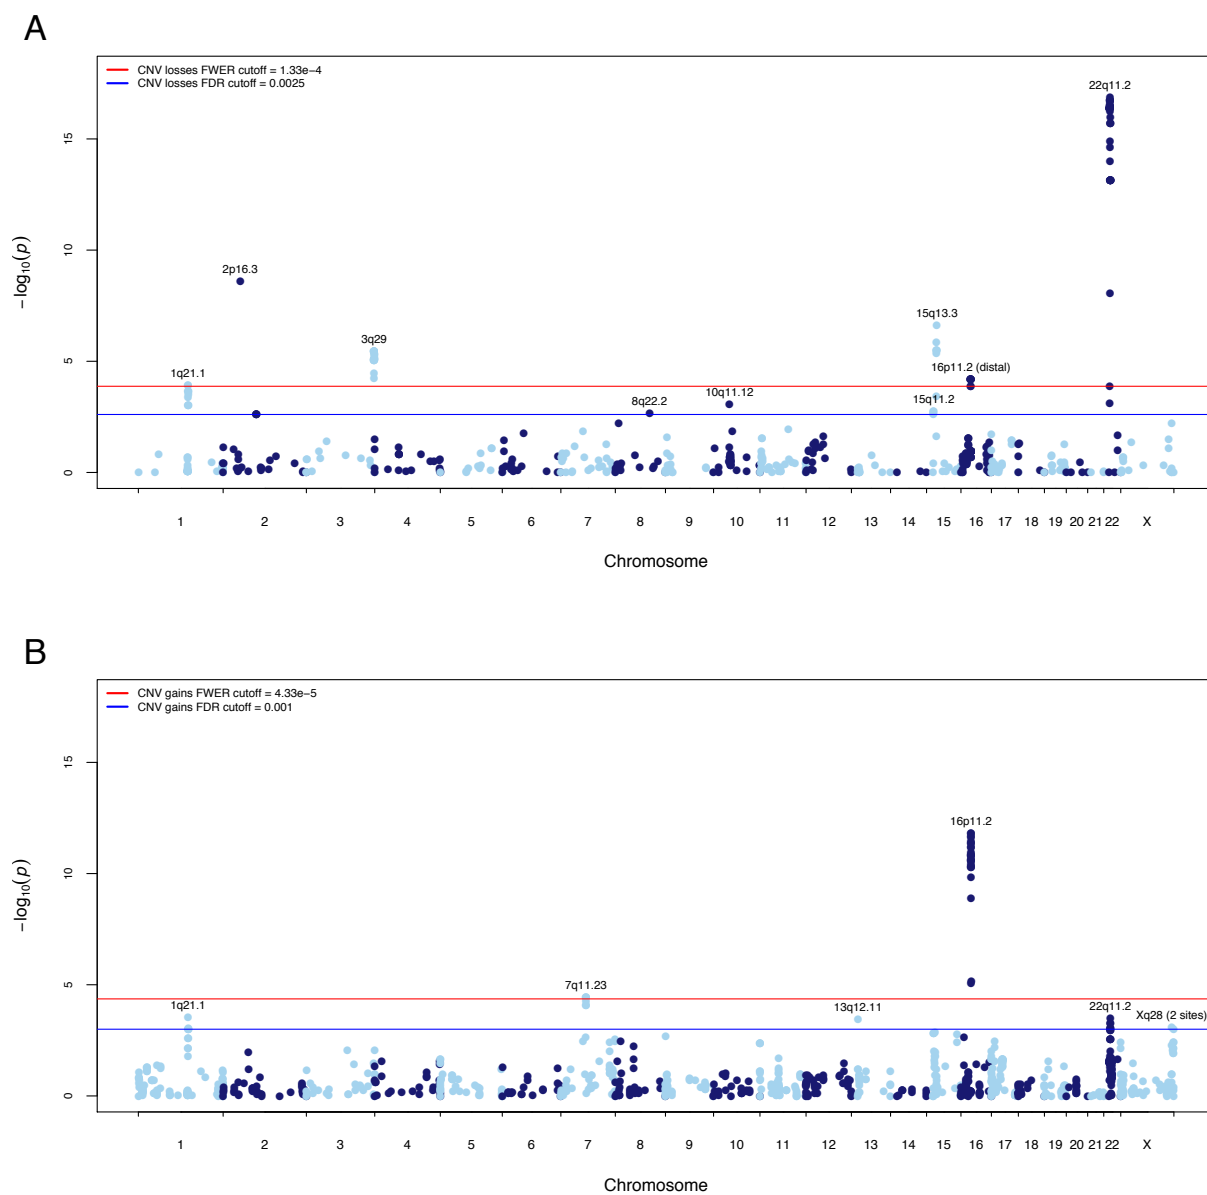 A
CNV losses FWER cutoff = 1.33e−4
CNV losses FDR cutoff = 0.0025
22q11.2
2p16.3
15q13.3
3q29
16p11.2 (distal)
1q21.1
10q11.12
15q11.2
8q22.2
15
10
5
0
−log10(p)
1 2 3 4 5 6 7 8 9 10 11 12 13 14 15 16 17 18 19 20 21 22 X
Chromosome
B
CNV gains FWER cutoff = 4.33e−5
CNV gains FDR cutoff = 0.001
16p11.2
7q11.23
1q21.1
13q12.11
22q11.2
Xq28 (2 sites)
15
10
5
0
−log10(p)
1 2 3 4 5 6 7 8 9 10 11 12 13 14 15 16 17 18 19 20 21 22 X
Chromosome